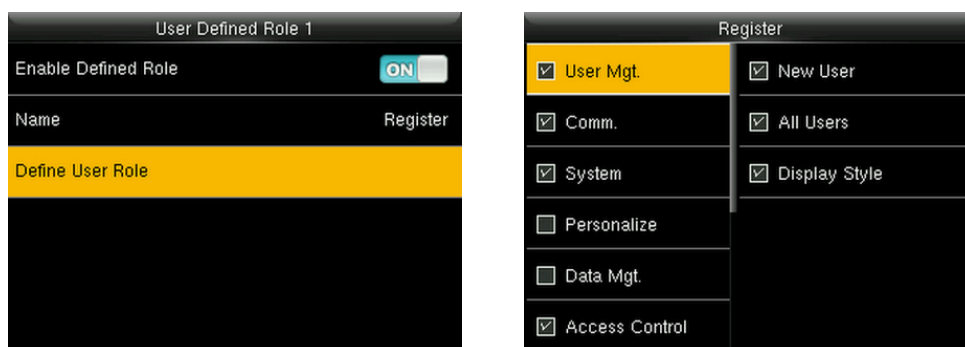 User Defined Role 1
Enable Defined Role ON
Name Register
Define User Role
Register
User Mgt. New User
Comm. All Users
System Display Style
Personalize
Data Mgt.
Access Control